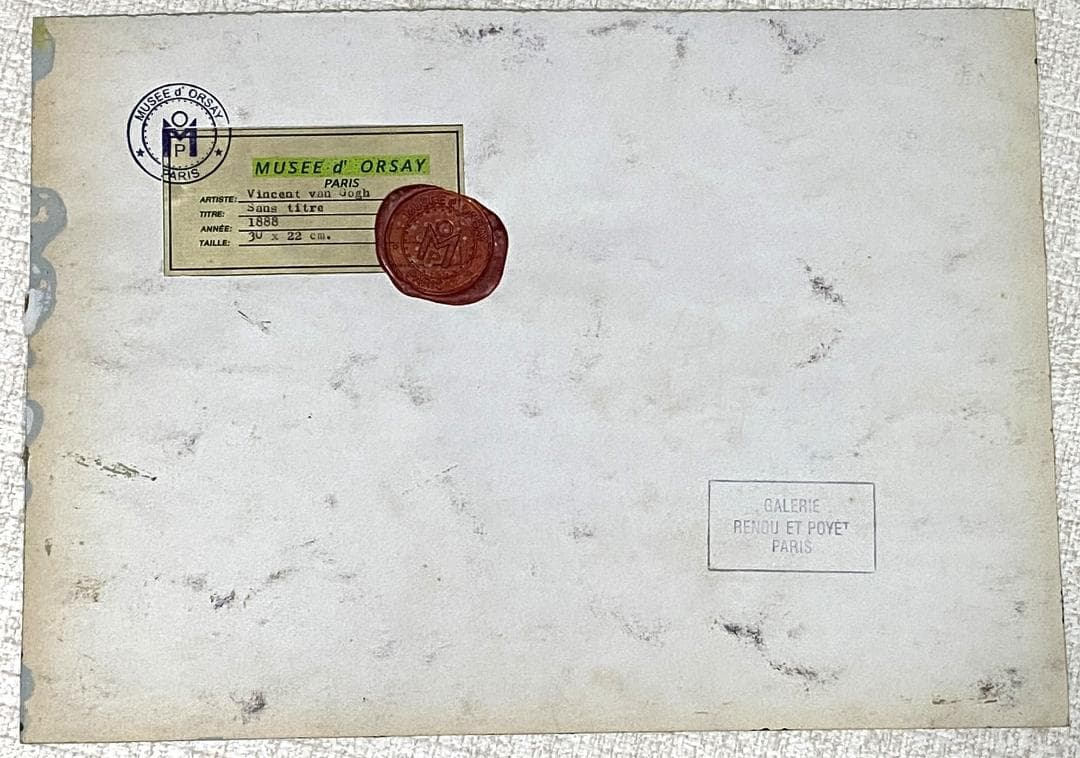 MUSEE d' ORSAY
M
P
PARIS
MUSEE d' ORSAY
PARIS
ARTISTE: Vincent van Gogh
TITRE: Sans titre
ANNÉE: 1888
TAILLE: 30 x 22 cm.
GALERIE
RENOU ET POYET
PARIS